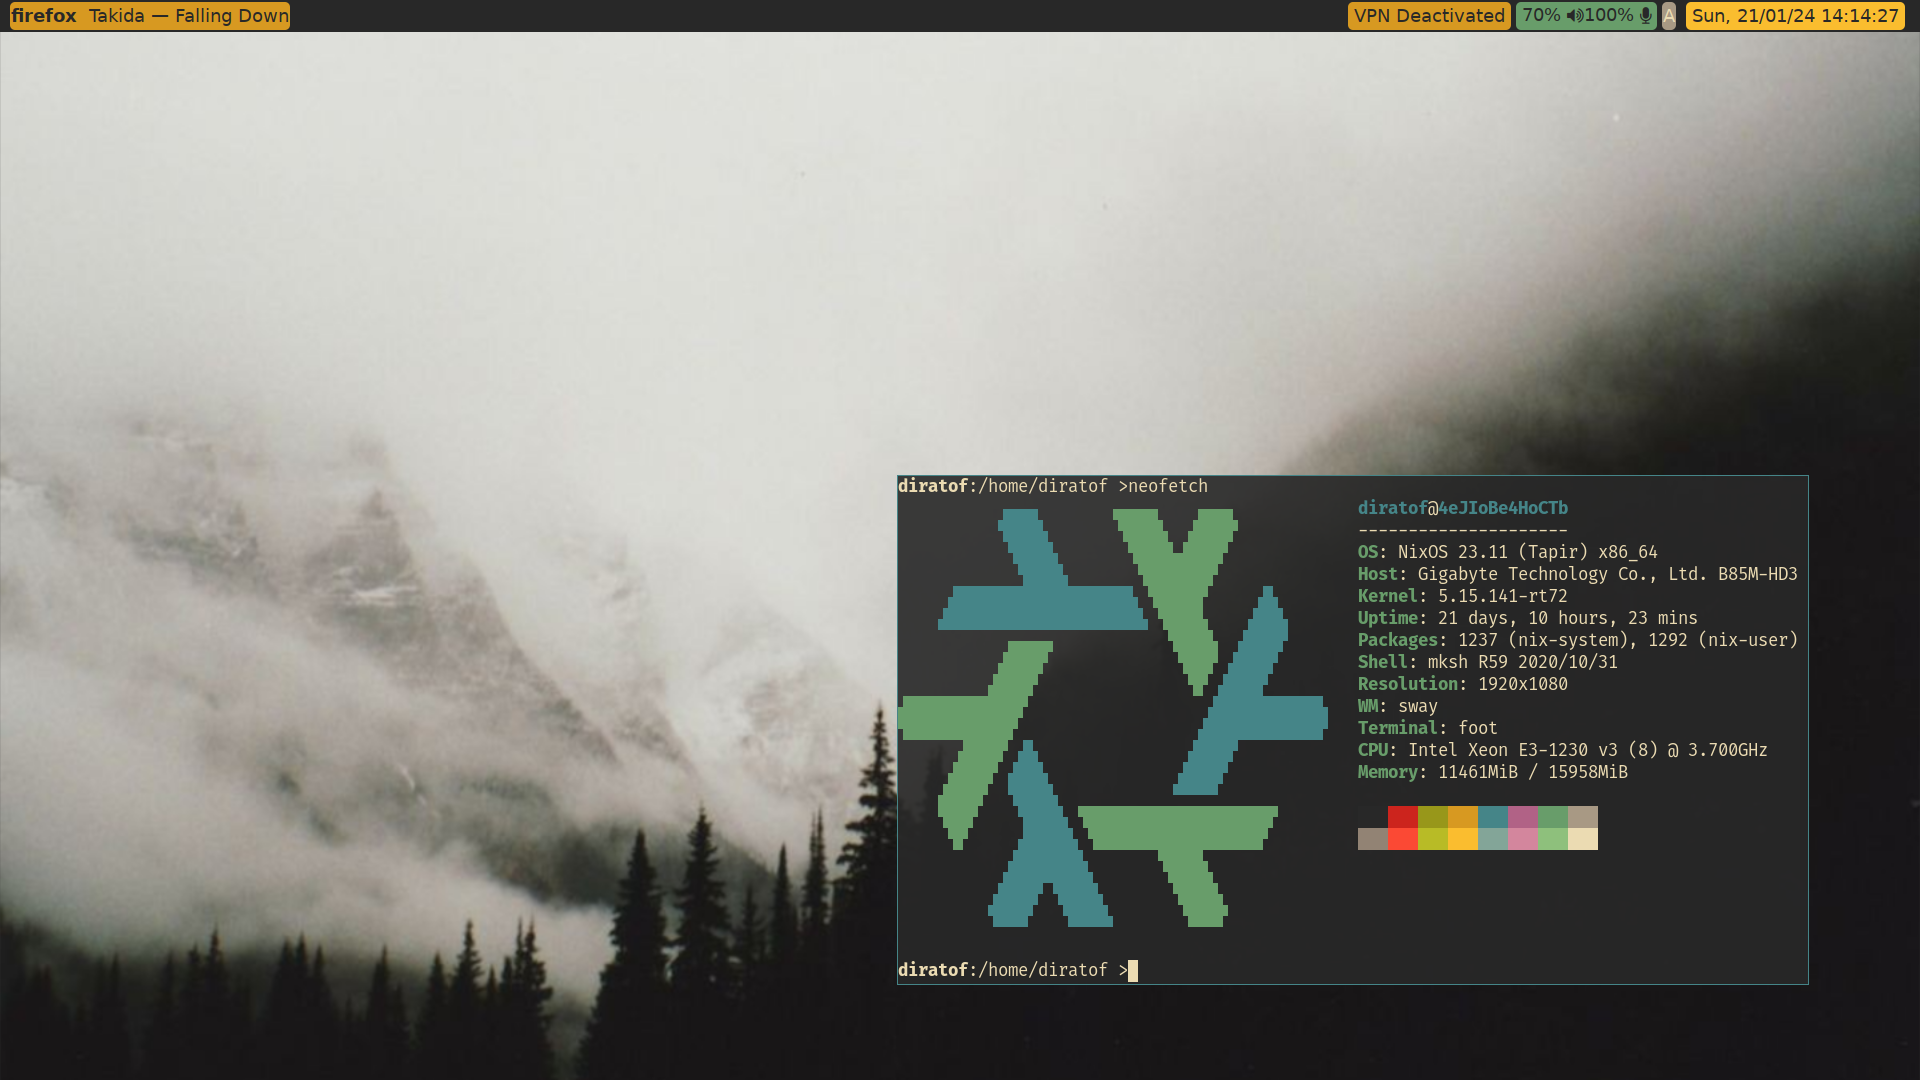 firefox Takida — Falling Down
VPN Deactivated 70% 100% A Sun, 21/01/24 14:14:27
diratof:/home/diratof >neofetch
diratof@4eJIoBe4HoCTb
---------------------
OS: NixOS 23.11 (Tapir) x86_64
Host: Gigabyte Technology Co., Ltd. B85M-HD3
Kernel: 5.15.141-rt72
Uptime: 21 days, 10 hours, 23 mins
Packages: 1237 (nix-system), 1292 (nix-user)
Shell: mksh R59 2020/10/31
Resolution: 1920x1080
WM: sway
Terminal: foot
CPU: Intel Xeon E3-1230 v3 (8) @ 3.700GHz
Memory: 11461MiB / 15958MiB
diratof:/home/diratof >